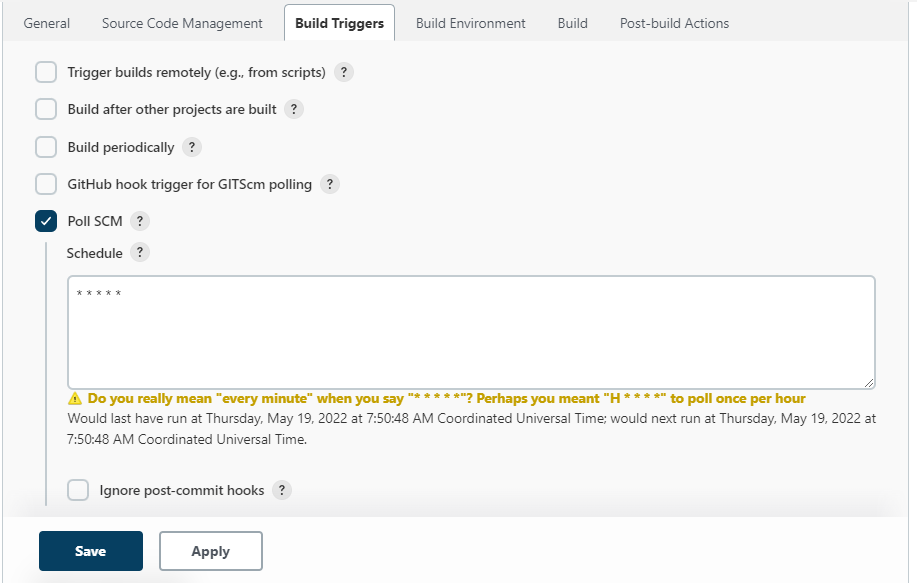 General Source Code Management Build Triggers Build Environment Build Post-build Actions
Trigger builds remotely (e.g., from scripts) ?
Build after other projects are built ?
Build periodically ?
GitHub hook trigger for GITScm polling ?
Poll SCM ?
Schedule ?
* * * * *
Do you really mean "every minute" when you say "* * * * *"? Perhaps you meant "H * * * *" to poll once per hour
Would last have run at Thursday, May 19, 2022 at 7:50:48 AM Coordinated Universal Time; would next run at Thursday, May 19, 2022 at
7:50:48 AM Coordinated Universal Time.
Ignore post-commit hooks ?
Save Apply